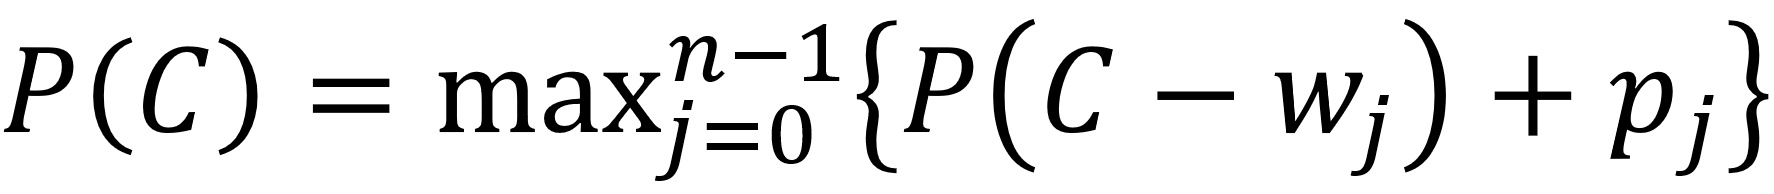 P(C) = max_{j=0}^{n-1}{P(C - w_j) + p_j}